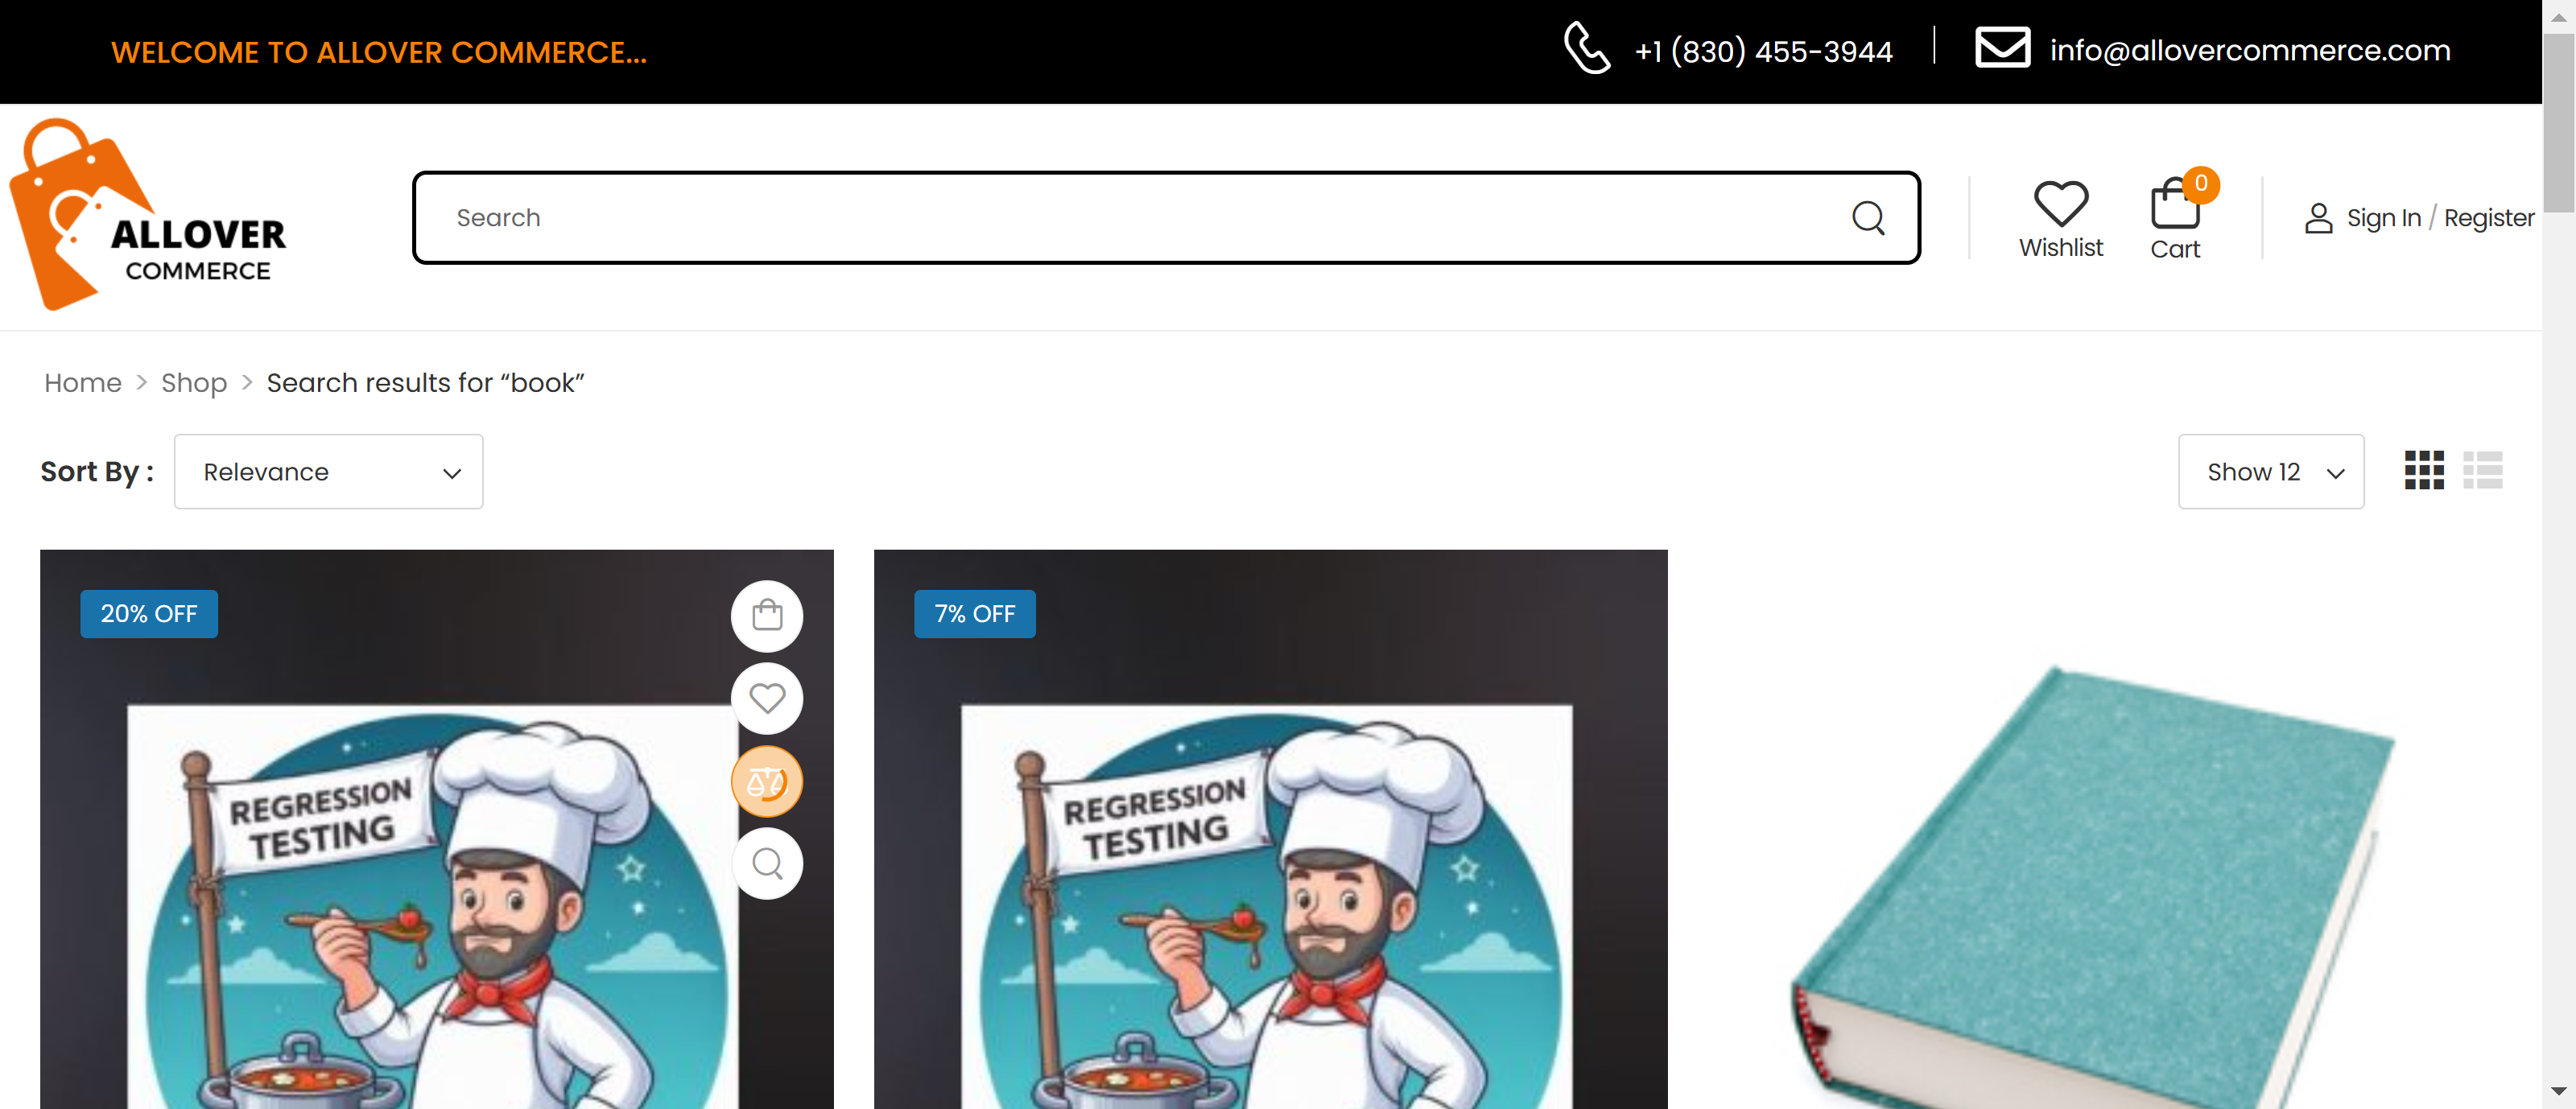 WELCOME TO ALLOVER COMMERCE...
+1 (830) 455-3944
info@allovercommerce.com
ALLOVER
COMMERCE
Search
Wishlist
0
Cart
Sign In / Register
Home > Shop > Search results for “book”
Sort By :
Relevance
Show 12
20% OFF
7% OFF
REGRESSION
TESTING
REGRESSION
TESTING